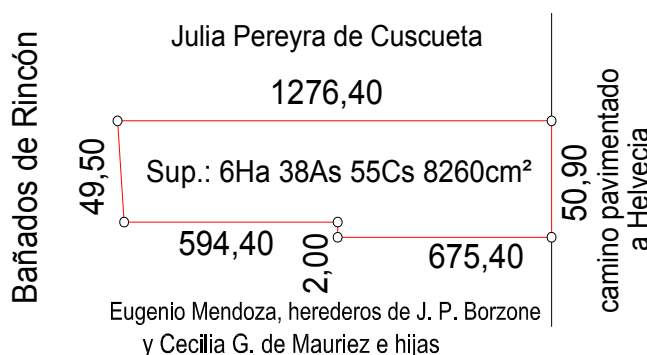 Julia Pereyra de Cuscueta
1276,40
Bañados de Rincón
49,50
Sup.: 6Ha 38As 55Cs 8260cm²
50,90
camino pavimentado
a Helvecia
594,40
2,00
675,40
Eugenio Mendoza, herederos de J. P. Borzone
y Cecilia G. de Mauriez e hijas